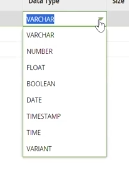 Data Type
Size
VARCHAR
VARCHAR
NUMBER
FLOAT
BOOLEAN
DATE
TIMESTAMP
TIME
VARIANT